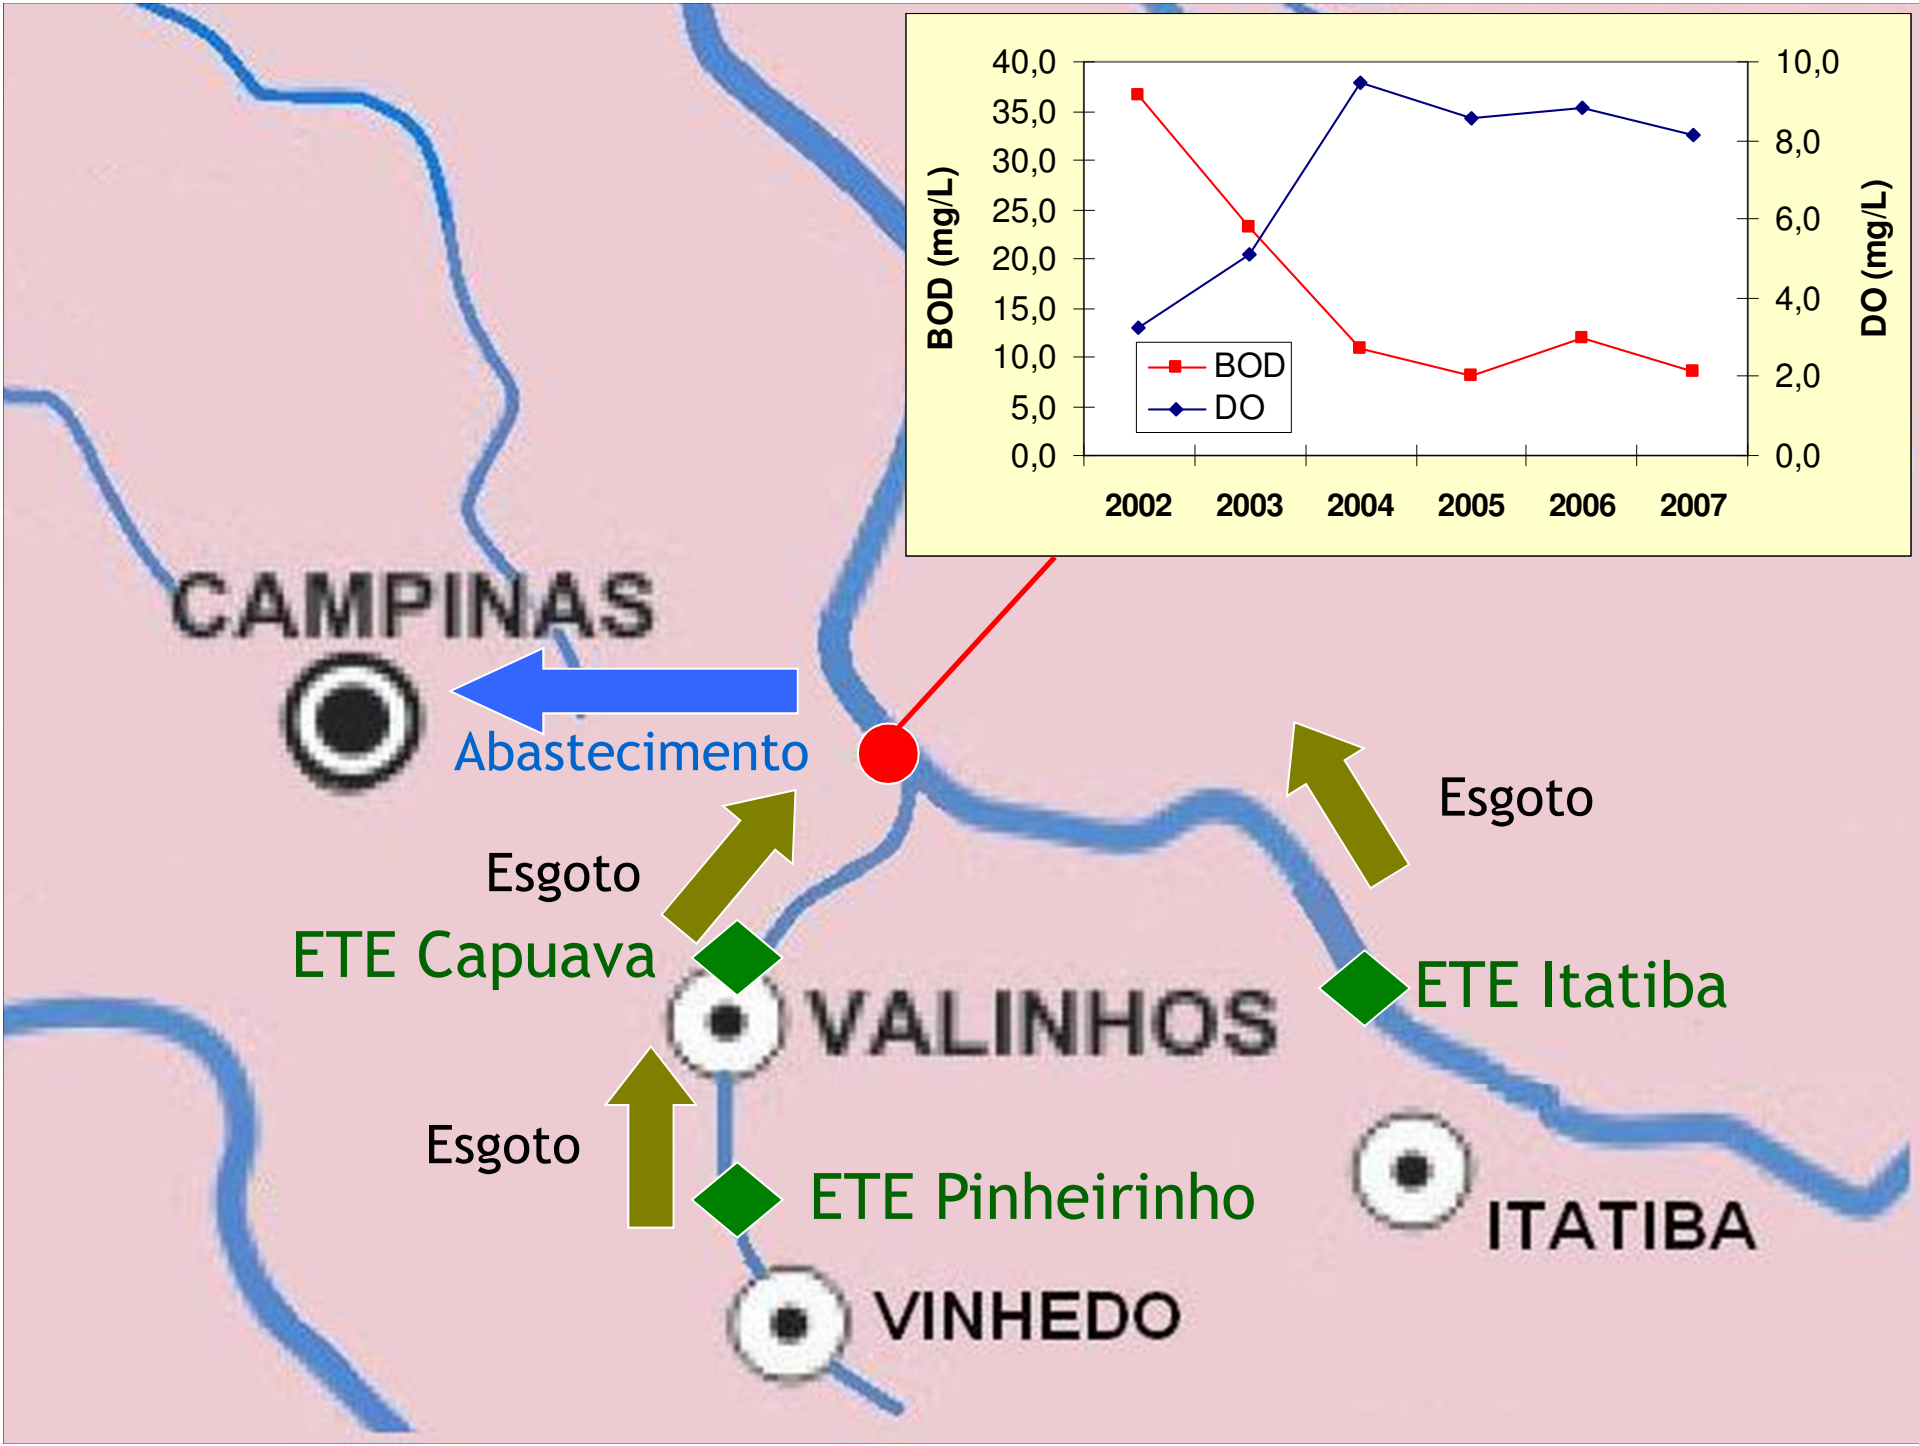 40,0
35,0
30,0
25,0
20,0
15,0
10,0
5,0
0,0
BOD (mg/L)
10,0
8,0
6,0
4,0
2,0
0,0
DO (mg/L)
BOD
DO
2002 2003 2004 2005 2006 2007
CAMPINAS
Abastecimento
Esgoto
Esgoto
ETE Capuava
ETE Itatiba
VALINHOS
Esgoto
ETE Pinheirinho
ITATIBA
VINHEDO